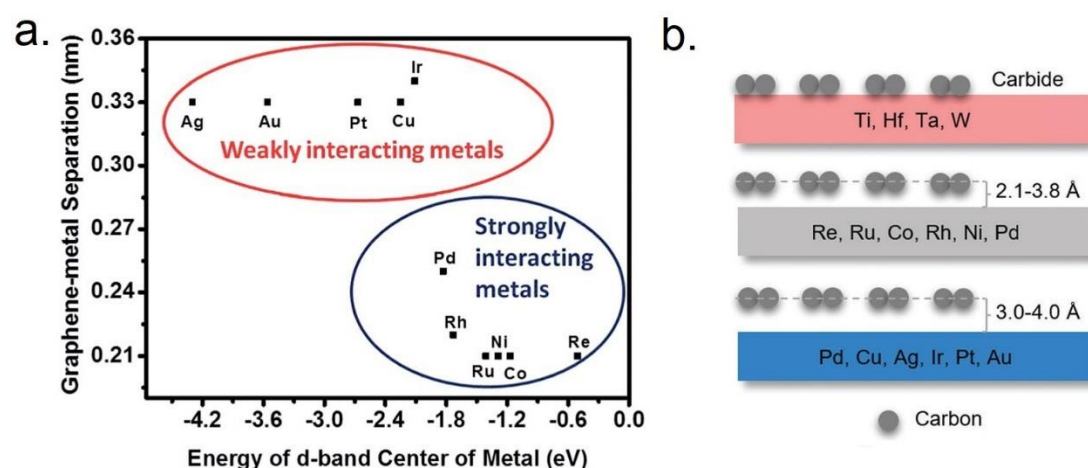 a.
Graphene-metal Separation (nm)
0.36
0.33
0.30
0.27
0.24
0.21
Ir
Ag
Au
Pt
Cu
Weakly interacting metals
Strongly
interacting
metals
Pd
Rh
Ni
Re
Ru
Co
-4.2
-3.6
-3.0
-2.4
-1.8
-1.2
-0.6
0.0
Energy of d-band Center of Metal (eV)
b.
Carbide
Ti, Hf, Ta, W
2.1-3.8 Å
Re, Ru, Co, Rh, Ni, Pd
3.0-4.0 Å
Pd, Cu, Ag, Ir, Pt, Au
Carbon